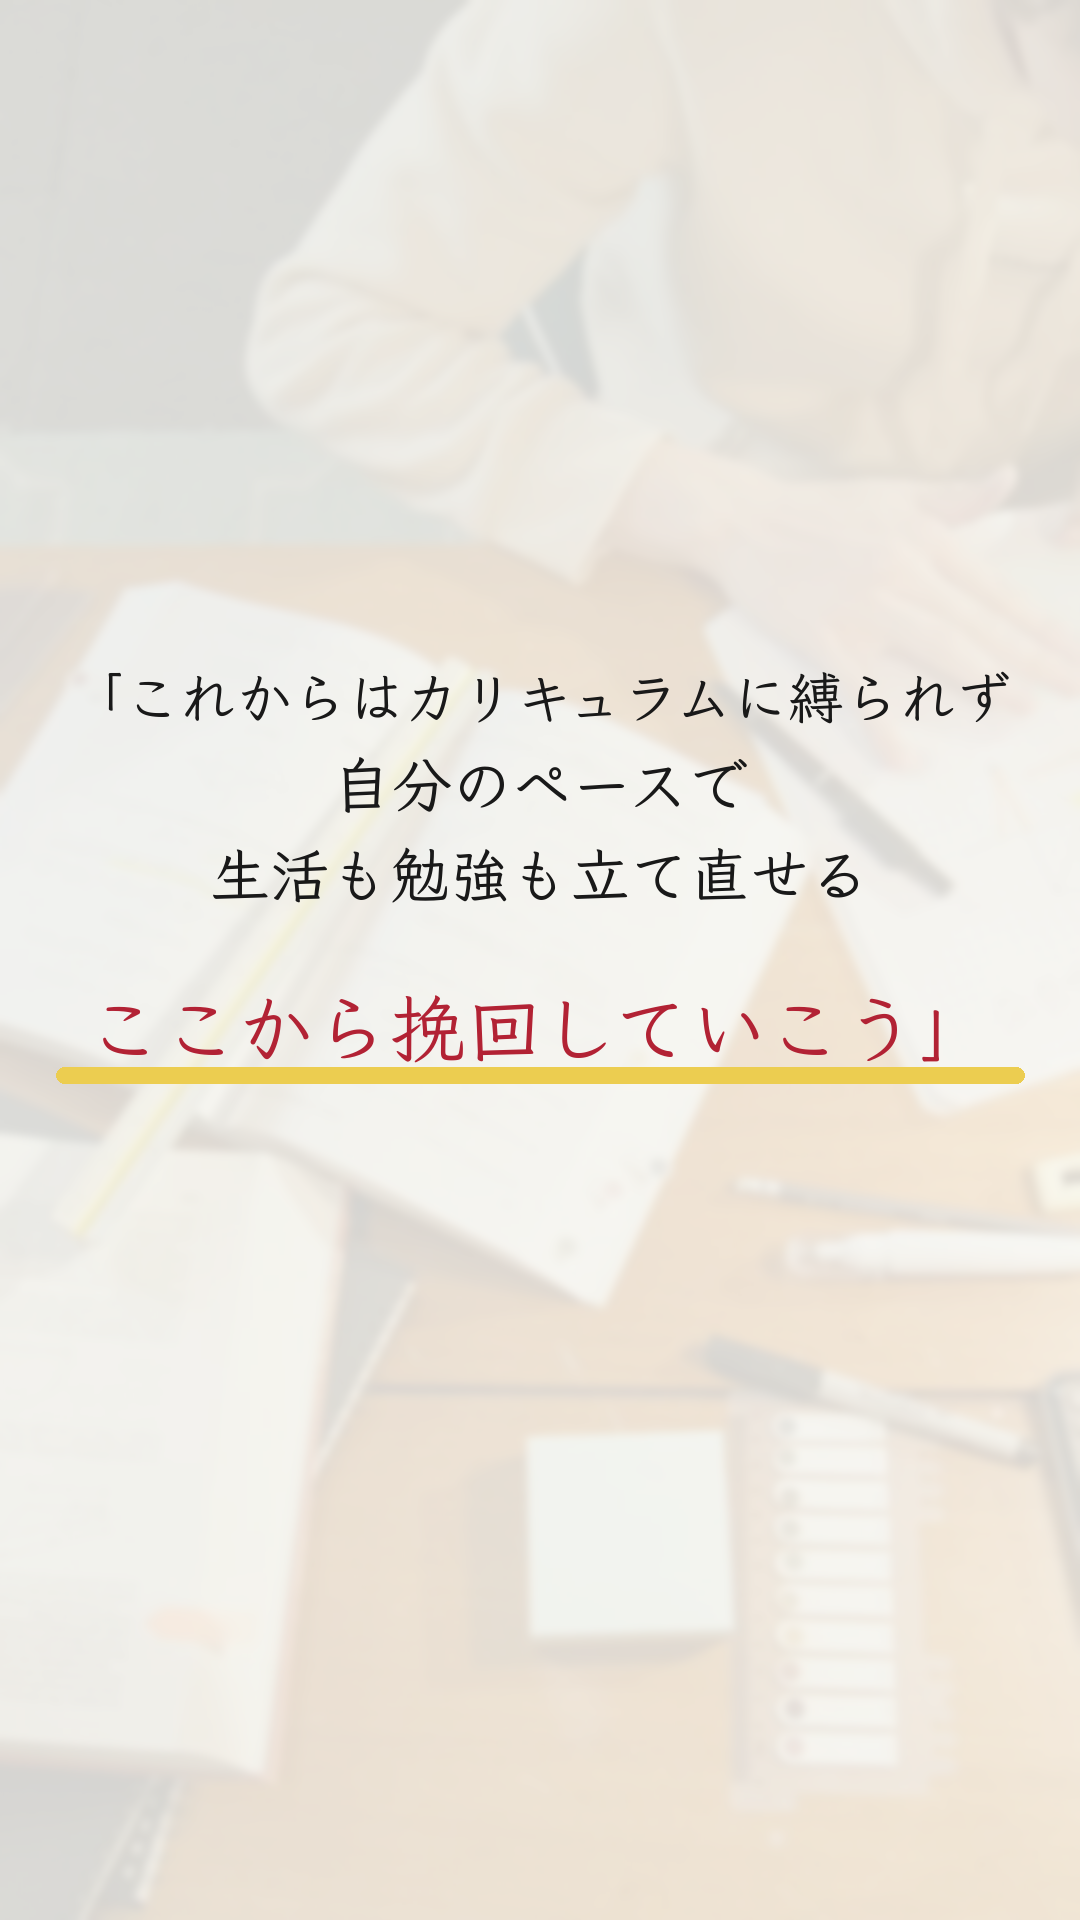 「これからはカリキュラムに縛られず
自分のペースで
生活も勉強も立て直せる
ここから挽回していこう」